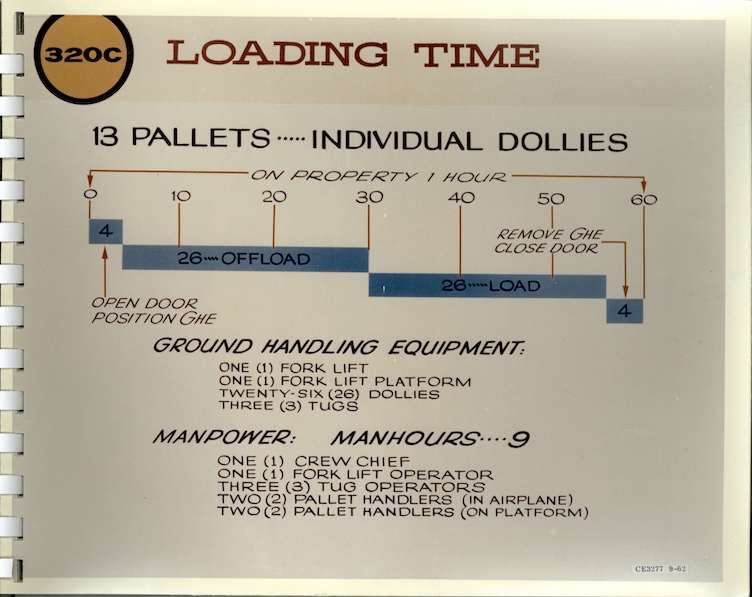 320C
LOADING TIME
13 PALLETS ..... INDIVIDUAL DOLLIES
ON PROPERTY 1 HOUR
0 10 20 30 40 50 60
4
REMOVE GHE
CLOSE DOOR
26 .... OFFLOAD
26 ..... LOAD
OPEN DOOR
POSITION GHE
4
GROUND HANDLING EQUIPMENT:
ONE (1) FORK LIFT
ONE (1) FORK LIFT PLATFORM
TWENTY-SIX (26) DOLLIES
THREE (3) TUGS
MANPOWER: MANHOURS .... 9
ONE (1) CREW CHIEF
ONE (1) FORK LIFT OPERATOR
THREE (3) TUG OPERATORS
TWO (2) PALLET HANDLERS (IN AIRPLANE)
TWO (2) PALLET HANDLERS (ON PLATFORM)
CE3277 9-62